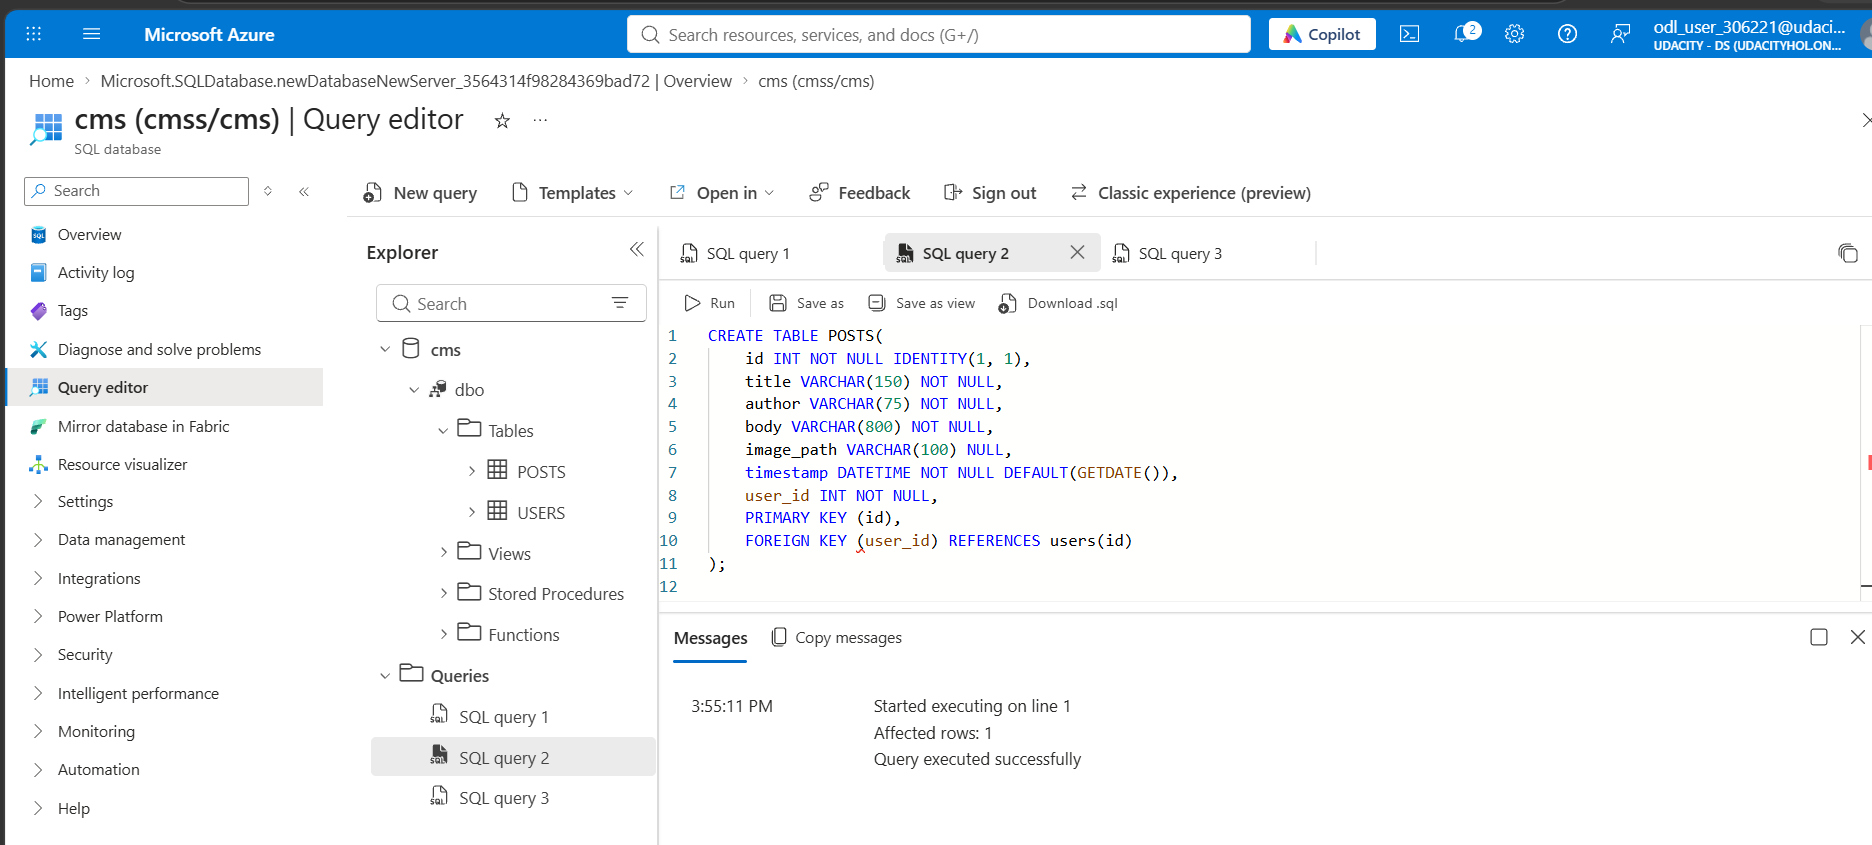 Microsoft Azure
Search resources, services, and docs (G+/)
Copilot
2
odl_user_306221@udaci...
UDACITY - DS (UDACITYHOL.ON...
Home > Microsoft.SQLDatabase.newDatabaseNewServer_3564314f98284369bad72 | Overview > cms (cmss/cms)
cms (cmss/cms) | Query editor
SQL database
Search
Overview
Activity log
Tags
Diagnose and solve problems
Query editor
Mirror database in Fabric
Resource visualizer
Settings
Data management
Integrations
Power Platform
Security
Intelligent performance
Monitoring
Automation
Help
New query
Templates
Open in
Feedback
Sign out
Classic experience (preview)
Explorer
Search
cms
dbo
Tables
POSTS
USERS
Views
Stored Procedures
Functions
Queries
SQL query 1
SQL query 2
SQL query 3
SQL query 1
SQL query 2
SQL query 3
Run
Save as
Save as view
Download .sql
1 CREATE TABLE POSTS(
2 id INT NOT NULL IDENTITY(1, 1),
3 title VARCHAR(150) NOT NULL,
4 author VARCHAR(75) NOT NULL,
5 body VARCHAR(800) NOT NULL,
6 image_path VARCHAR(100) NULL,
7 timestamp DATETIME NOT NULL DEFAULT(GETDATE()),
8 user_id INT NOT NULL,
9 PRIMARY KEY (id),
10 FOREIGN KEY (user_id) REFERENCES users(id)
11 );
12
Messages
Copy messages
3:55:11 PM
Started executing on line 1
Affected rows: 1
Query executed successfully